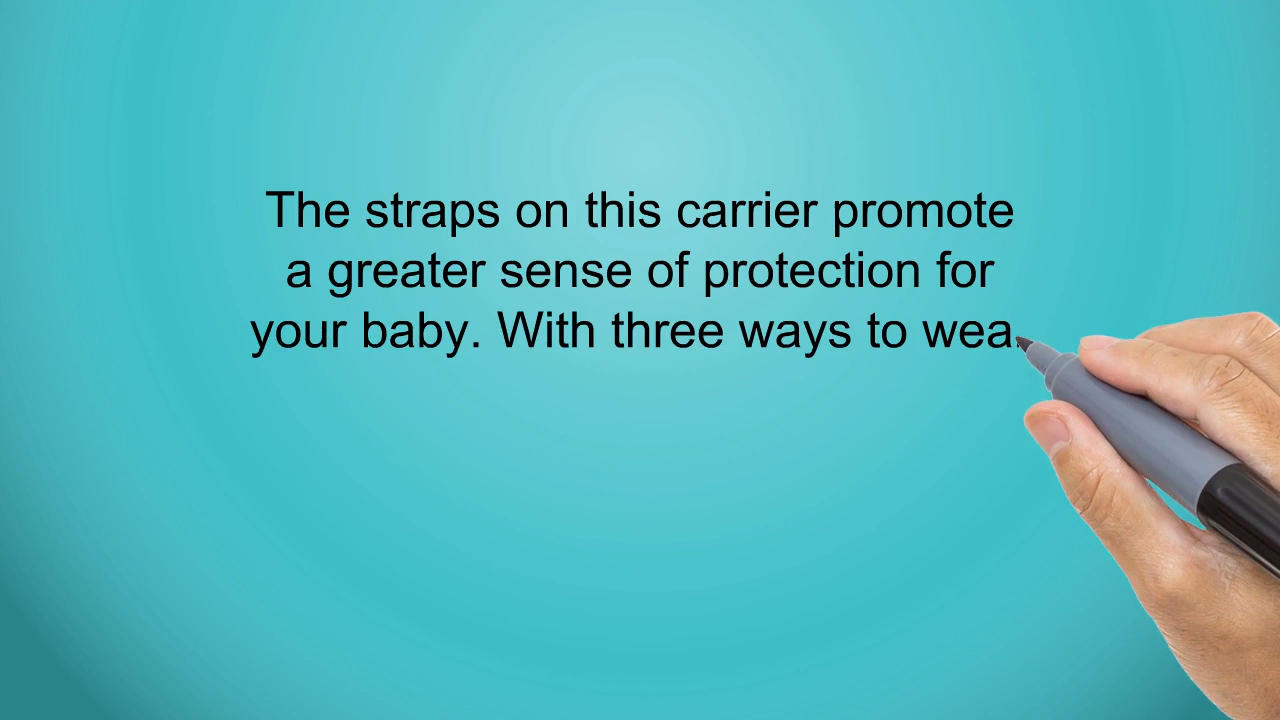 The straps on this carrier promote
a greater sense of protection for
your baby. With three ways to wea